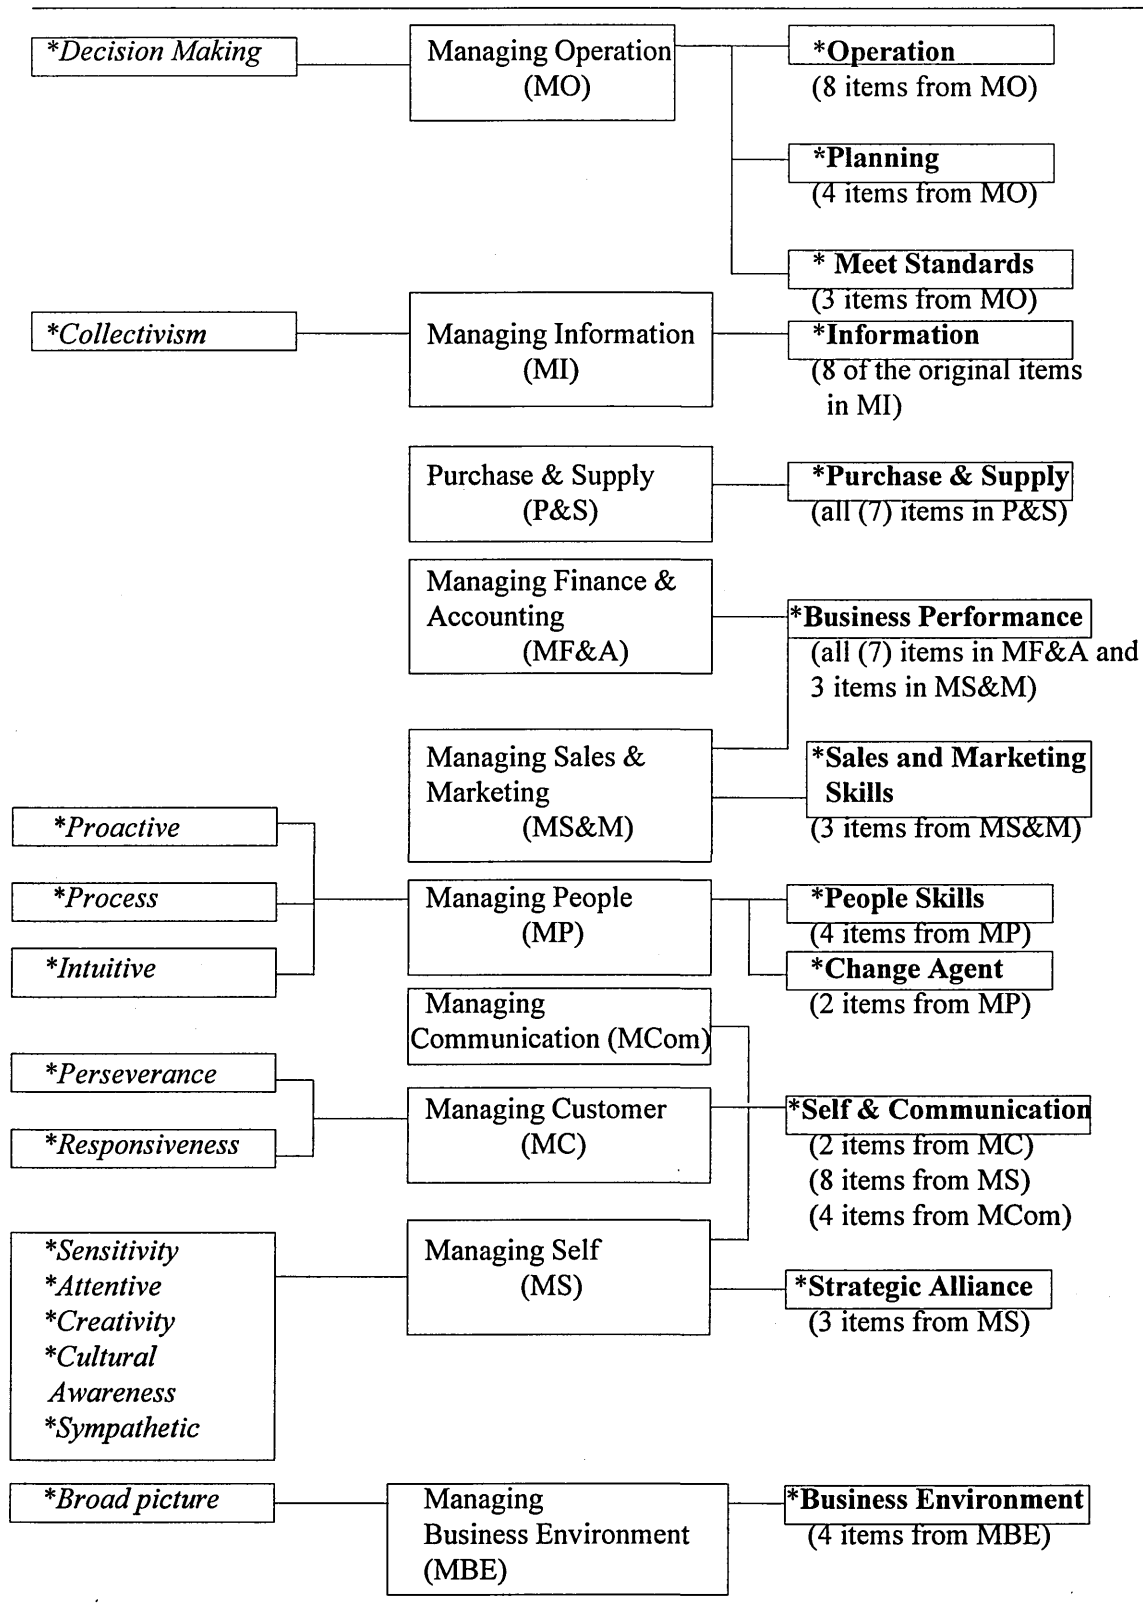 *Decision Making
Managing Operation
(MO)
*Operation
(8 items from MO)
*Planning
(4 items from MO)
* Meet Standards
(3 items from MO)
*Collectivism
Managing Information
(MI)
*Information
(8 of the original items
in MI)
Purchase & Supply
(P&S)
*Purchase & Supply
(all (7) items in P&S)
Managing Finance &
Accounting
(MF&A)
*Business Performance
(all (7) items in MF&A and
3 items in MS&M)
Managing Sales &
Marketing
(MS&M)
*Sales and Marketing
Skills
(3 items from MS&M)
*Proactive
*Process
*Intuitive
Managing People
(MP)
*People Skills
(4 items from MP)
*Change Agent
(2 items from MP)
Managing
Communication (MCom)
*Perseverance
*Responsiveness
Managing Customer
(MC)
*Self & Communication
(2 items from MC)
(8 items from MS)
(4 items from MCom)
*Sensitivity
*Attentive
*Creativity
*Cultural
Awareness
*Sympathetic
Managing Self
(MS)
*Strategic Alliance
(3 items from MS)
*Broad picture
Managing
Business Environment
(MBE)
*Business Environment
(4 items from MBE)